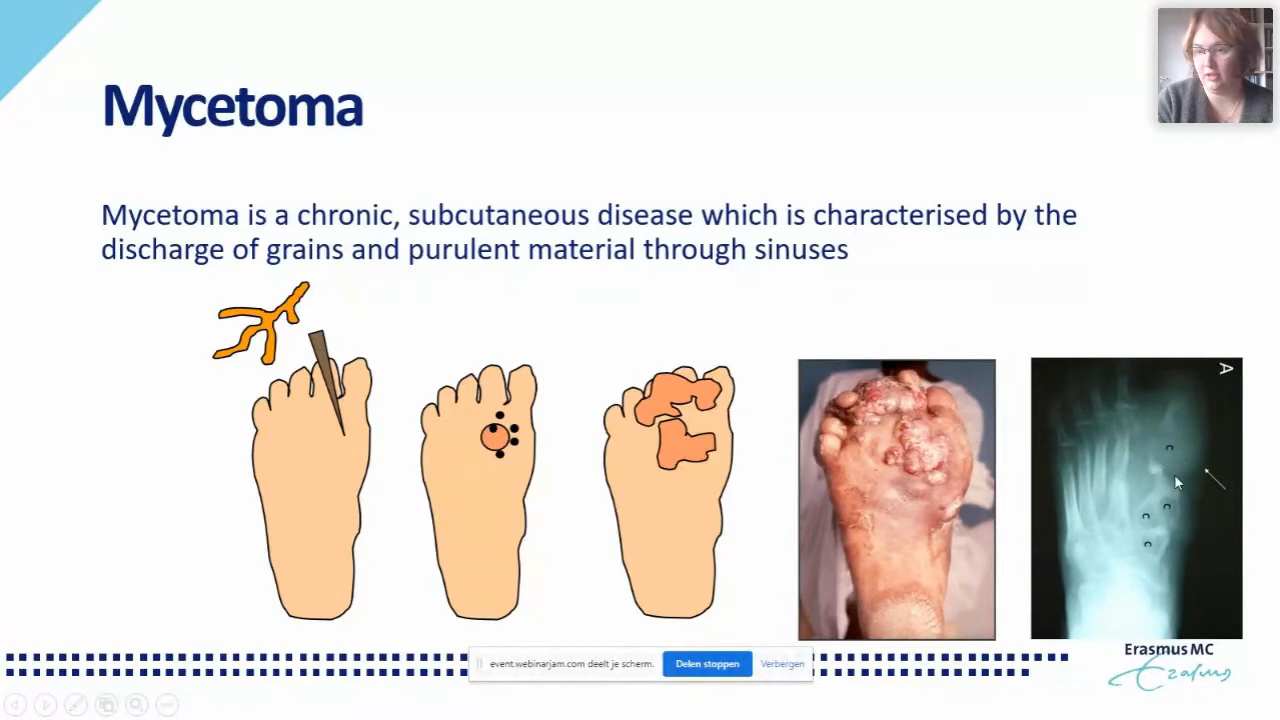 Mycetoma
Mycetoma is a chronic, subcutaneous disease which is characterised by the
discharge of grains and purulent material through sinuses
A
event.webinarjam.com deelt je scherm.
Delen stoppen
Verbergen
Erasmus MC
Erasmus